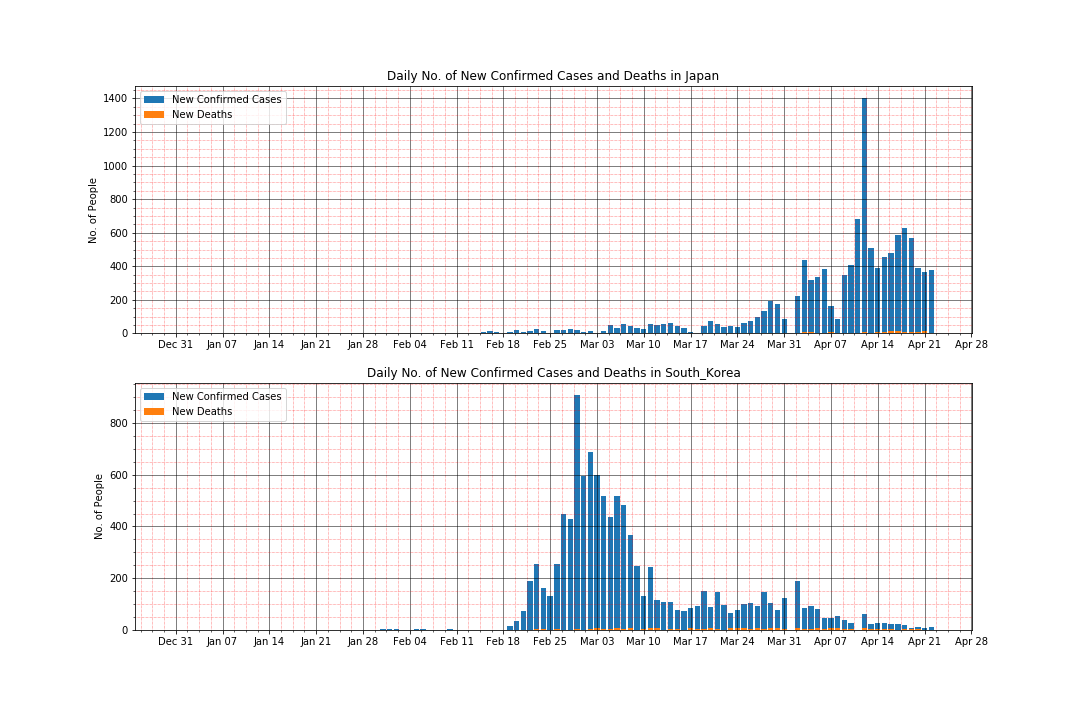 Daily No. of New Confirmed Cases and Deaths in Japan
New Confirmed Cases
New Deaths
No. of People
1400
1200
1000
800
600
400
200
0
Dec 31 Jan 07 Jan 14 Jan 21 Jan 28 Feb 04 Feb 11 Feb 18 Feb 25 Mar 03 Mar 10 Mar 17 Mar 24 Mar 31 Apr 07 Apr 14 Apr 21 Apr 28
Daily No. of New Confirmed Cases and Deaths in South_Korea
New Confirmed Cases
New Deaths
No. of People
800
600
400
200
0
Dec 31 Jan 07 Jan 14 Jan 21 Jan 28 Feb 04 Feb 11 Feb 18 Feb 25 Mar 03 Mar 10 Mar 17 Mar 24 Mar 31 Apr 07 Apr 14 Apr 21 Apr 28